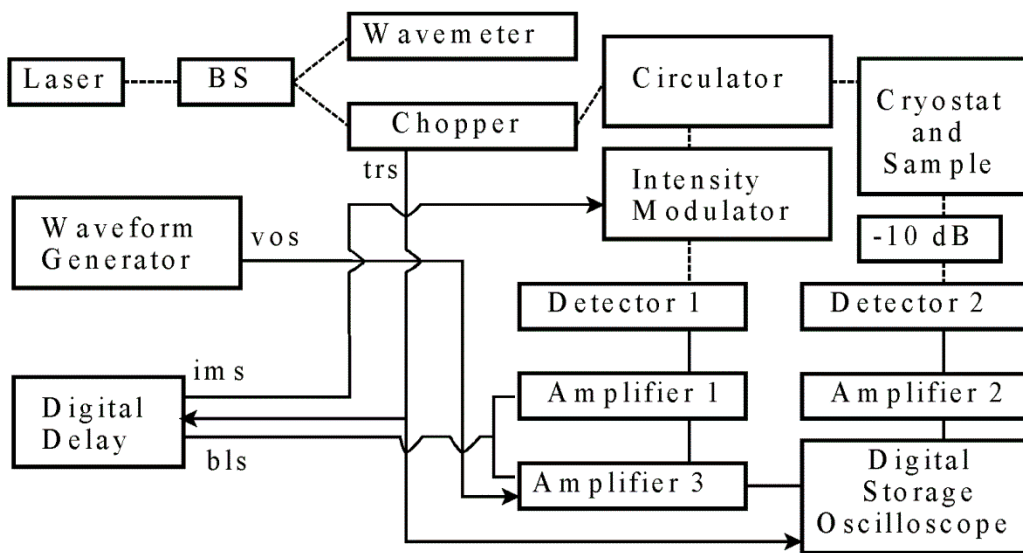 Wavemeter
Laser
BS
Circulator
Chopper
Cryostat
and
Sample
trs
Intensity
Modulator
Waveform
Generator
vos
-10 dB
Detector 1
Detector 2
ims
Digital
Delay
Amplifier 1
Amplifier 2
bls
Amplifier 3
Digital
Storage
Oscilloscope